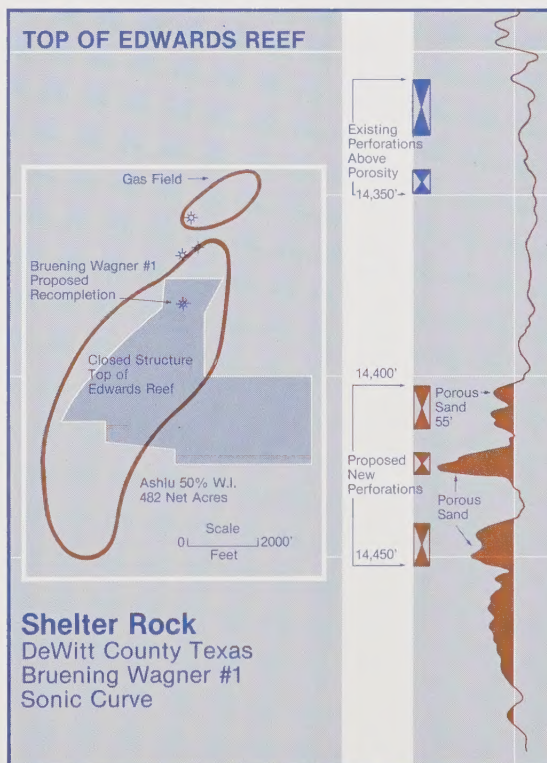 TOP OF EDWARDS REEF
Gas Field
Bruening Wagner #1
Proposed
Recompletion
Closed Structure
Top of
Edwards Reef
Ashlu 50% W.I.
482 Net Acres
Scale
0 2000'
Feet
Shelter Rock
DeWitt County Texas
Bruening Wagner #1
Sonic Curve
Existing
Perforations
Above
Porosity
14,350'
14,400'
Porous
Sand
55'
Proposed
New
Perforations
Porous
Sand
14,450'